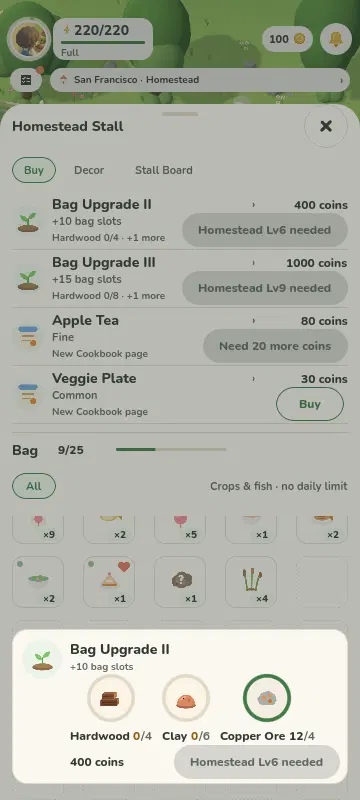 220/220
Full
100
San Francisco · Homestead ›
Homestead Stall
Buy Decor Stall Board
Bag Upgrade II › 400 coins
+10 bag slots
Hardwood 0/4 · +1 more
Homestead Lv6 needed
Bag Upgrade III › 1000 coins
+15 bag slots
Hardwood 0/8 · +1 more
Homestead Lv9 needed
Apple Tea › 80 coins
Fine
New Cookbook page
Need 20 more coins
Veggie Plate › 30 coins
Common
New Cookbook page
Buy
Bag 9/25
All Crops & fish · no daily limit
×9 ×2 ×5 ×1 ×2
×2 ×1 ×1 ×4
Bag Upgrade II
+10 bag slots
Hardwood 0/4 Clay 0/6 Copper Ore 12/4
400 coins Homestead Lv6 needed